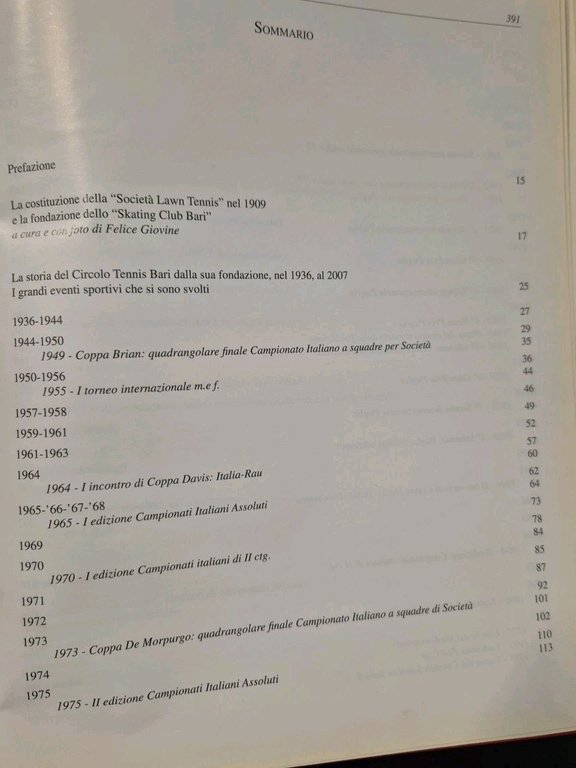 391
SOMMARIO
Prefazione 15
La costituzione della “Società Lawn Tennis” nel 1909
e la fondazione dello “Skating Club Bari”
a cura e con foto di Felice Giovine 17
La storia del Circolo Tennis Bari dalla sua fondazione, nel 1936, al 2007
I grandi eventi sportivi che si sono svolti 25
1936-1944 27
1944-1950 29
1949 - Coppa Brian: quadrangolare finale Campionato Italiano a squadre per Società 35
1950-1956 36
1955 - I torneo internazionale m.e f. 44
1957-1958 46
1959-1961 49
1961-1963 52
1964 57
1964 - I incontro di Coppa Davis: Italia-Rau 60
1965-’66-’67-’68 62
1965 - I edizione Campionati Italiani Assoluti 64
1969 73
1970 78
1970 - I edizione Campionati italiani di II ctg. 84
1971 85
1972 87
1973 92
1973 - Coppa De Morpurgo: quadrangolare finale Campionato Italiano a squadre di Società 101
1974 102
1975 110
1975 - II edizione Campionati Italiani Assoluti 113